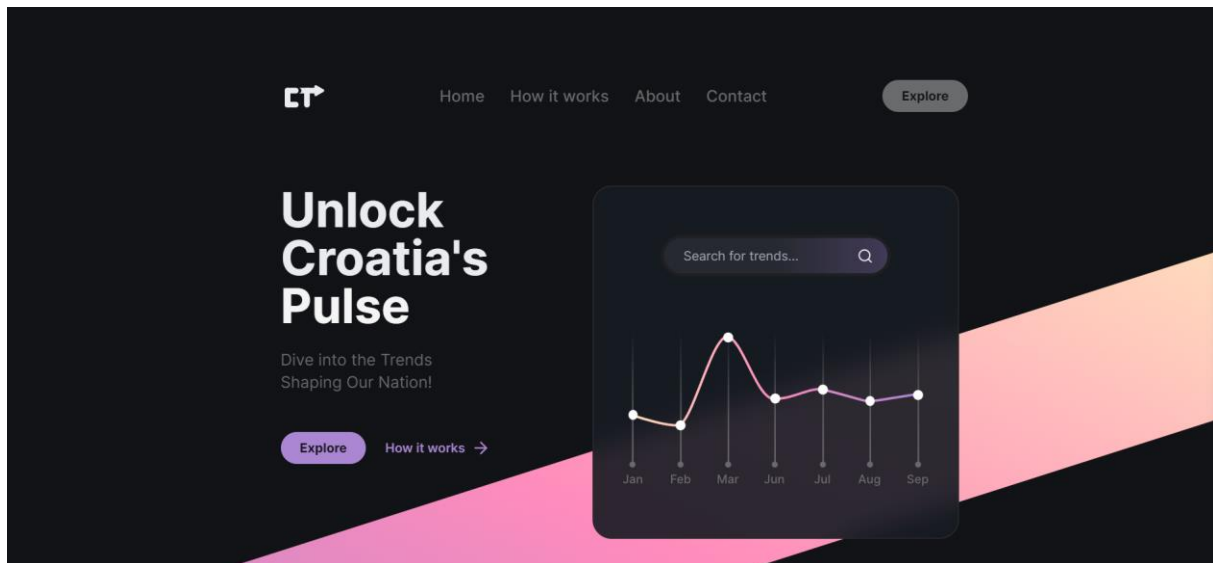 CT
Home How it works About Contact
Explore
Unlock
Croatia's
Pulse
Dive into the Trends
Shaping Our Nation!
Explore
How it works
Search for trends...
Jan Feb Mar Jun Jul Aug Sep